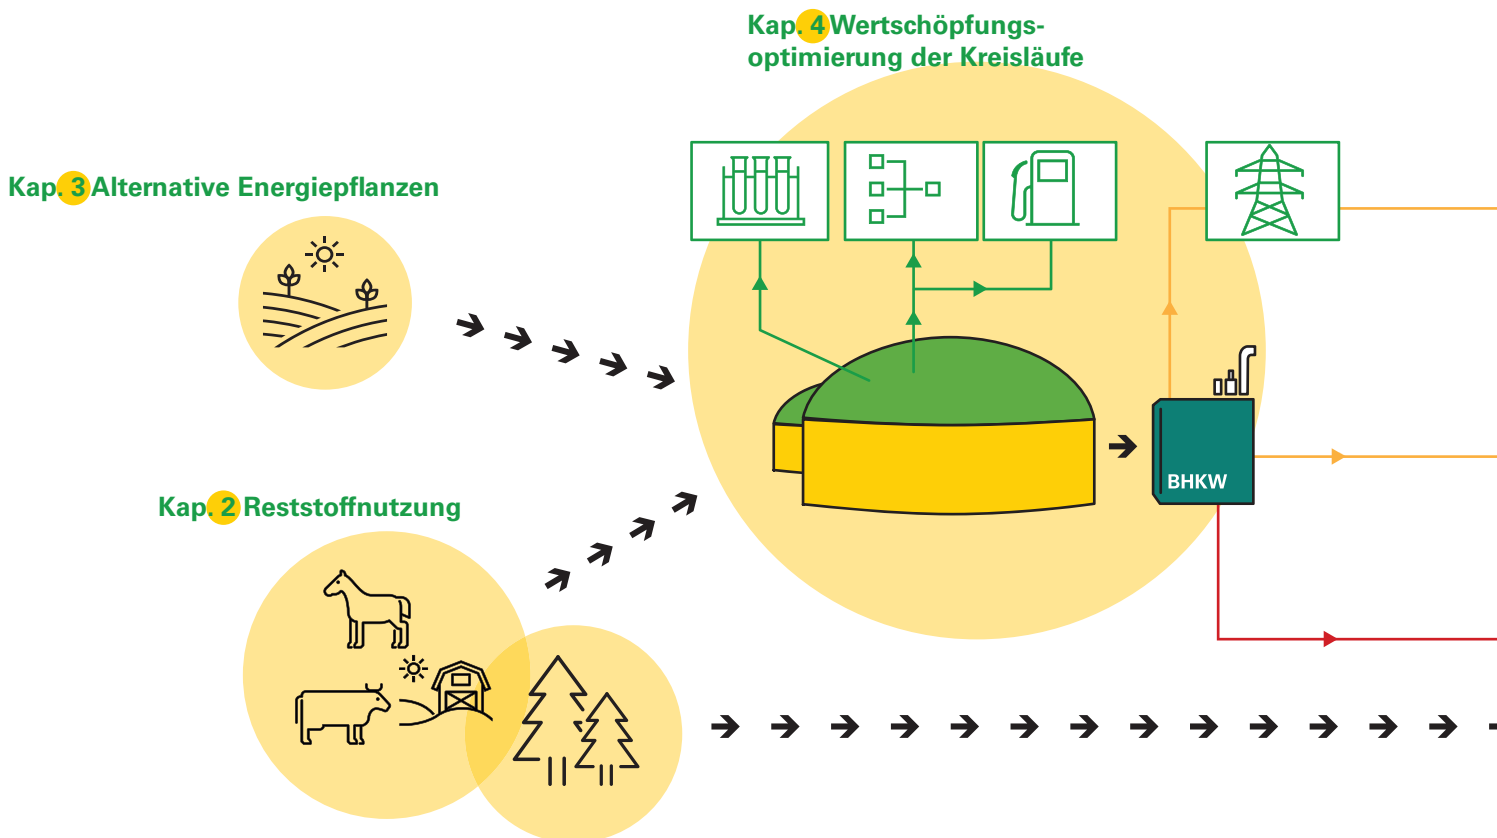 Kap. 4 Wertschöpfungs-
optimierung der Kreisläufe
Kap. 3 Alternative Energiepflanzen
BHKW
Kap. 2 Reststoffnutzung